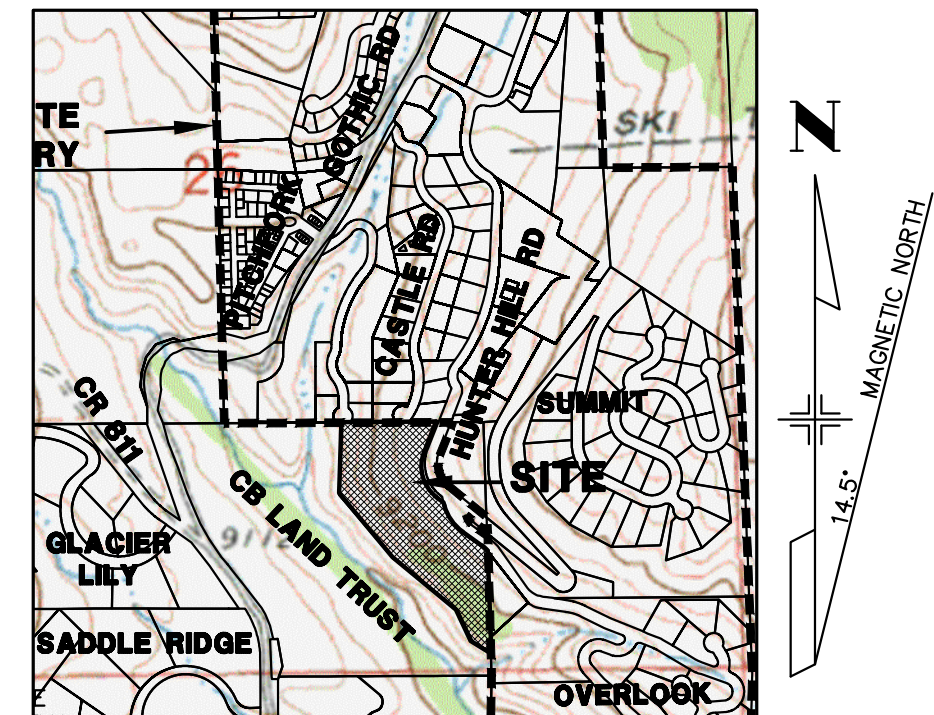 GOTHIC RD
TE
RY
SKI
T
N
26
PITCHFORK
CASTLE RD
HUNTER HILL RD
MAGNETIC NORTH
14.5°
CR 811
SUMMIT
SITE
CB LAND TRUST
9112
GLACIER
LILY
SADDLE RIDGE
OVERLOOK
E